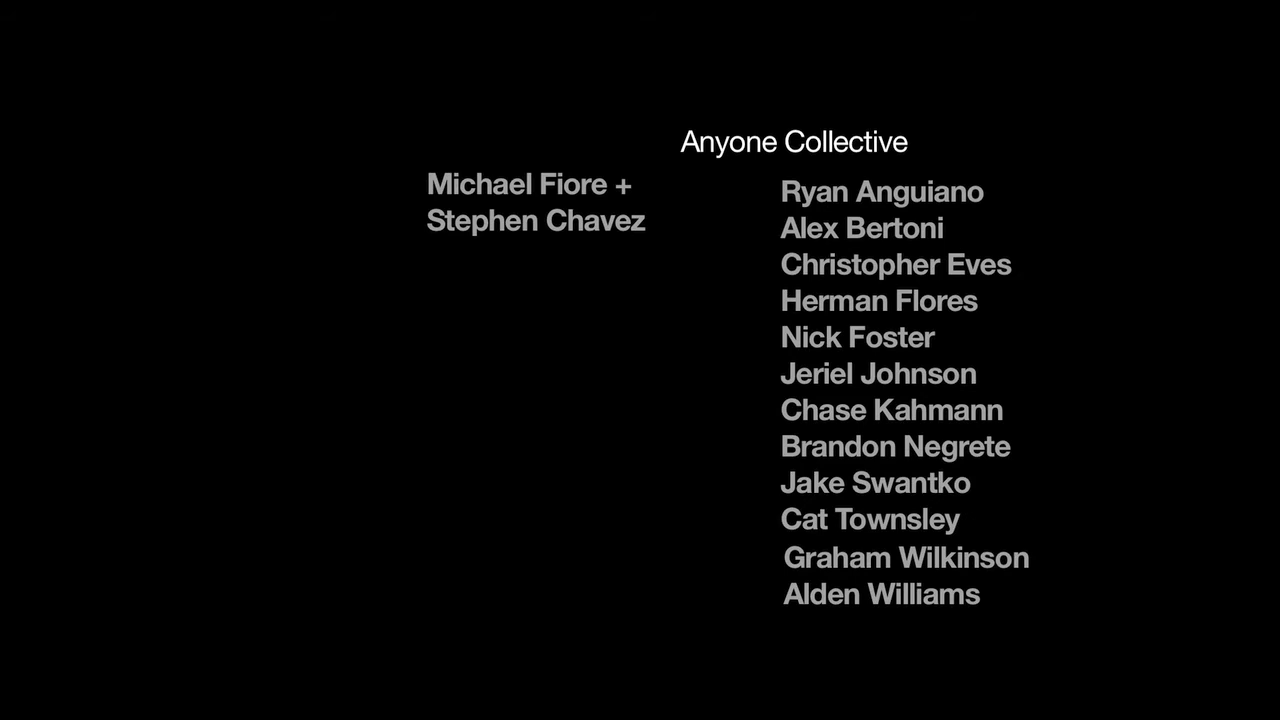 Anyone Collective
Michael Fiore +
Stephen Chavez
Ryan Anguiano
Alex Bertoni
Christopher Eves
Herman Flores
Nick Foster
Jeriel Johnson
Chase Kahmann
Brandon Negrete
Jake Swantko
Cat Townsley
Graham Wilkinson
Alden Williams